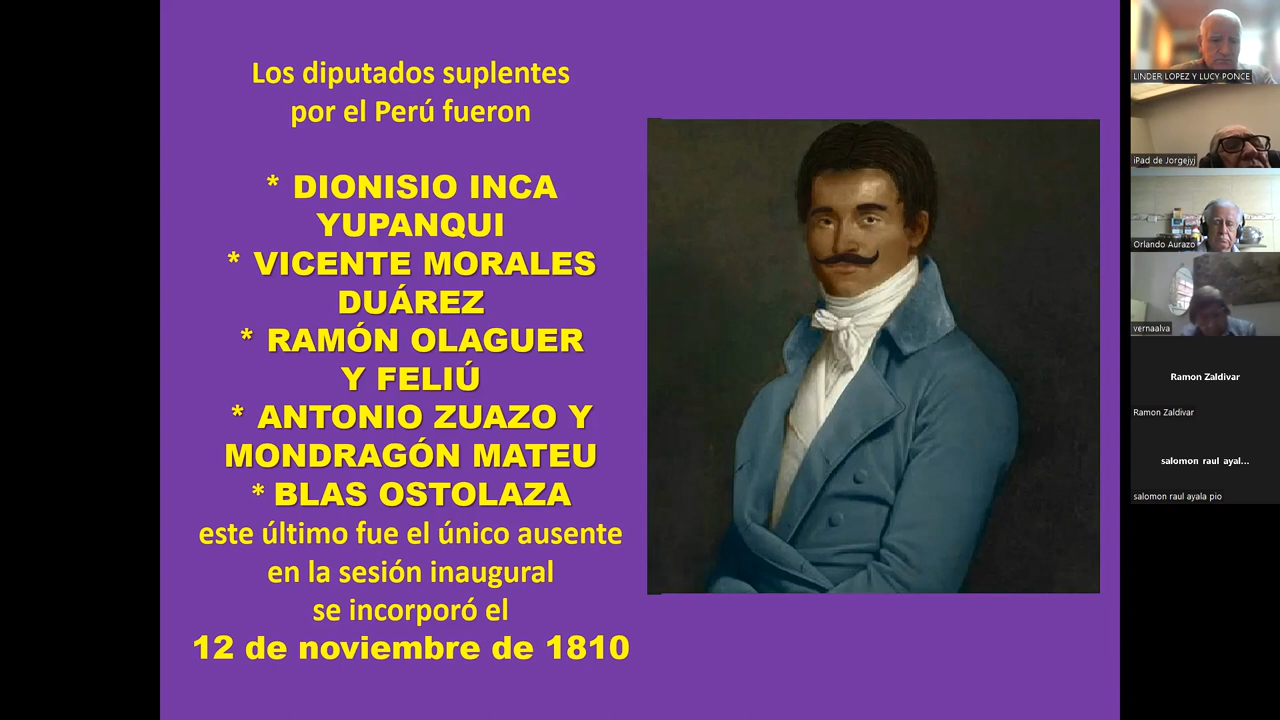 Los diputados suplentes
por el Perú fueron
* DIONISIO INCA
YUPANQUI
* VICENTE MORALES
DUÁREZ
* RAMÓN OLAGUER
Y FELIÚ
* ANTONIO ZUAZO Y
MONDRAGÓN MATEU
* BLAS OSTOLAZA
este último fue el único ausente
en la sesión inaugural
se incorporó el
12 de noviembre de 1810
LINDER LOPEZ Y LUCY PONCE
iPad de Jorgejyj
Orlando Aurazo
vernaalva
Ramon Zaldivar
Ramon Zaldivar
salomon raul ayal...
salomon raul ayala pio